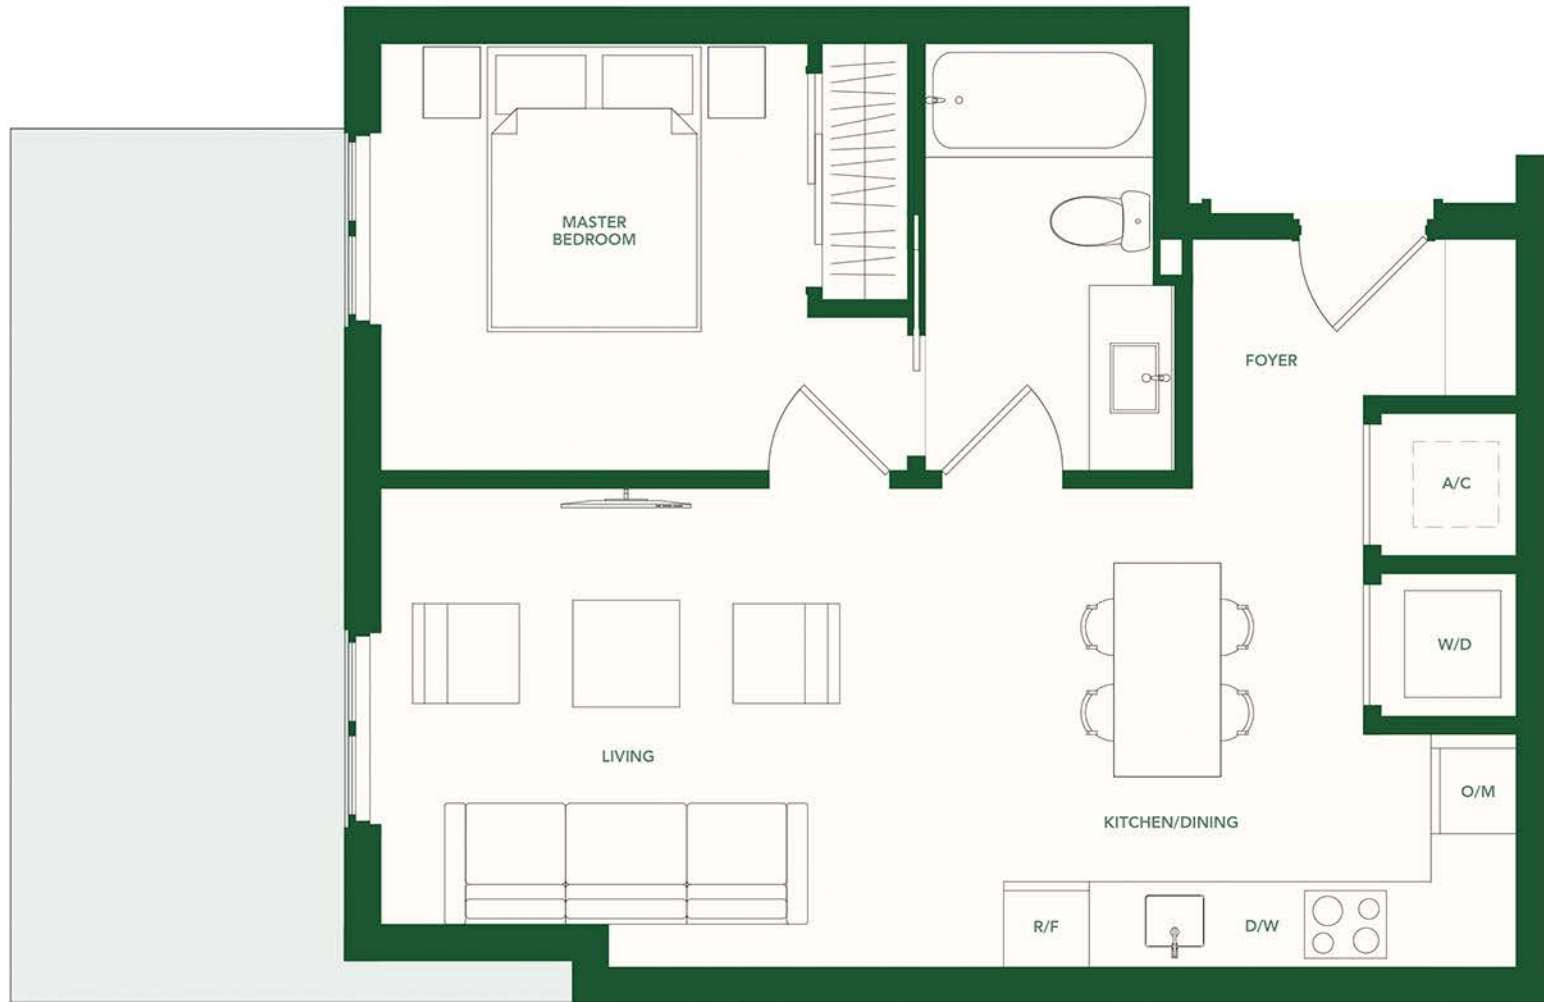 MASTER
BEDROOM
FOYER
A/C
W/D
LIVING
O/M
KITCHEN/DINING
R/F
D/W